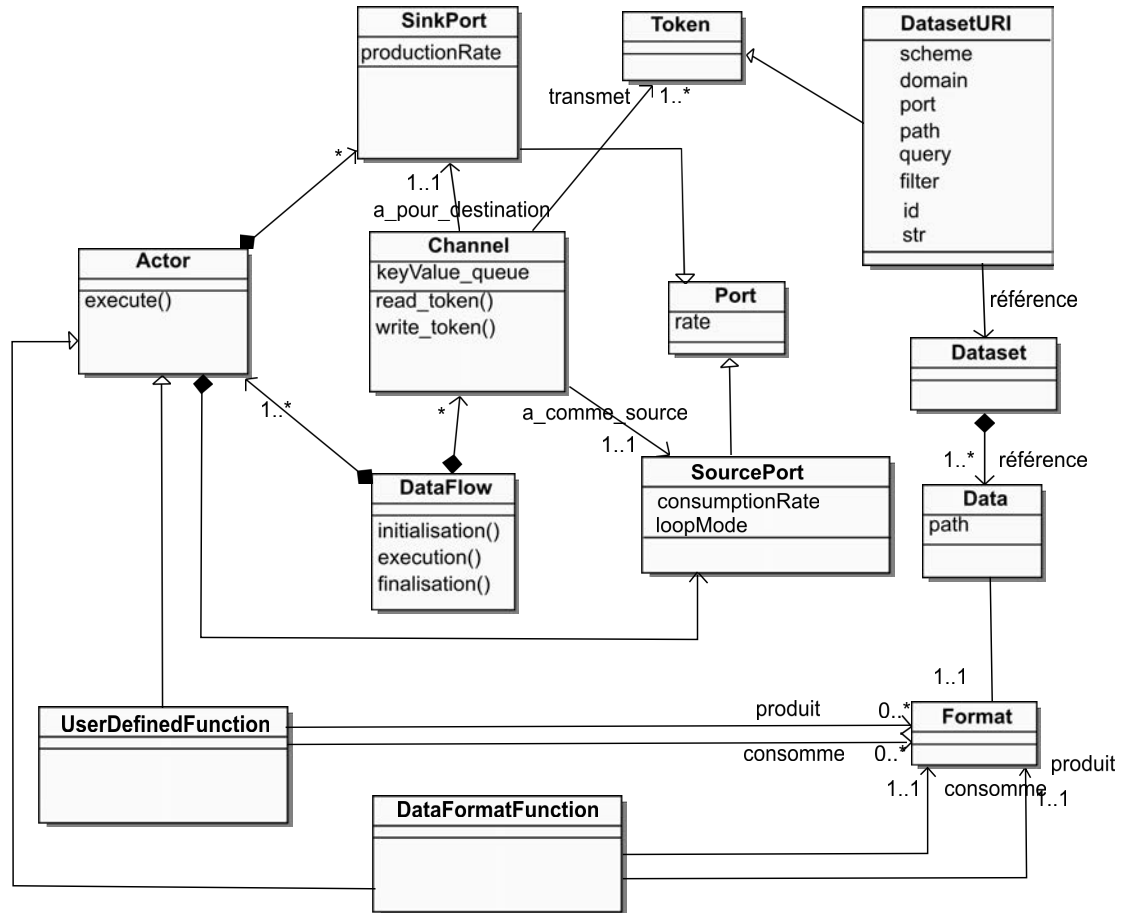 SinkPort
productionRate
Token
DatasetURI
scheme
domain
port
path
query
filter
id
str
transmet
1..*
*
1..1
a_pour_destination
Actor
execute()
Channel
keyValue_queue
read_token()
write_token()
Port
rate
référence
Dataset
1..*
*
a_comme_source
1..1
1..*
référence
DataFlow
initialisation()
execution()
finalisation()
SourcePort
consumptionRate
loopMode
Data
path
1..1
UserDefinedFunction
produit
0..*
Format
consomme
0..*
produit
1..1
consomme
1..1
DataFormatFunction